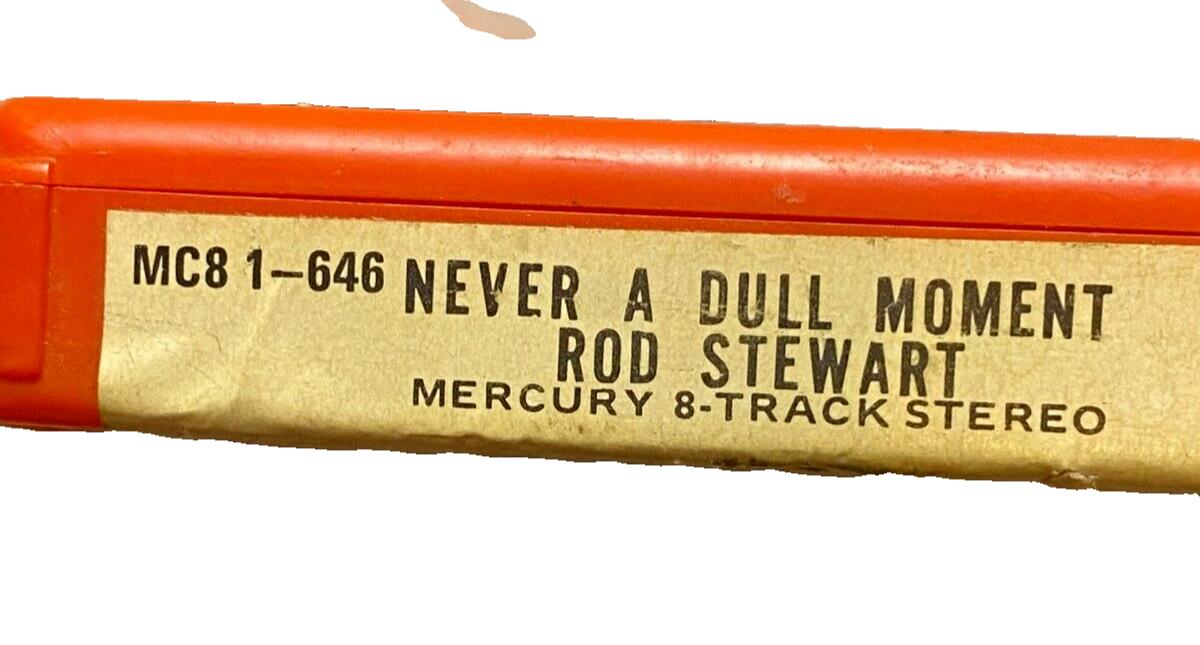 MC8 1-646 NEVER A DULL MOMENT
ROD STEWART
MERCURY 8-TRACK STEREO